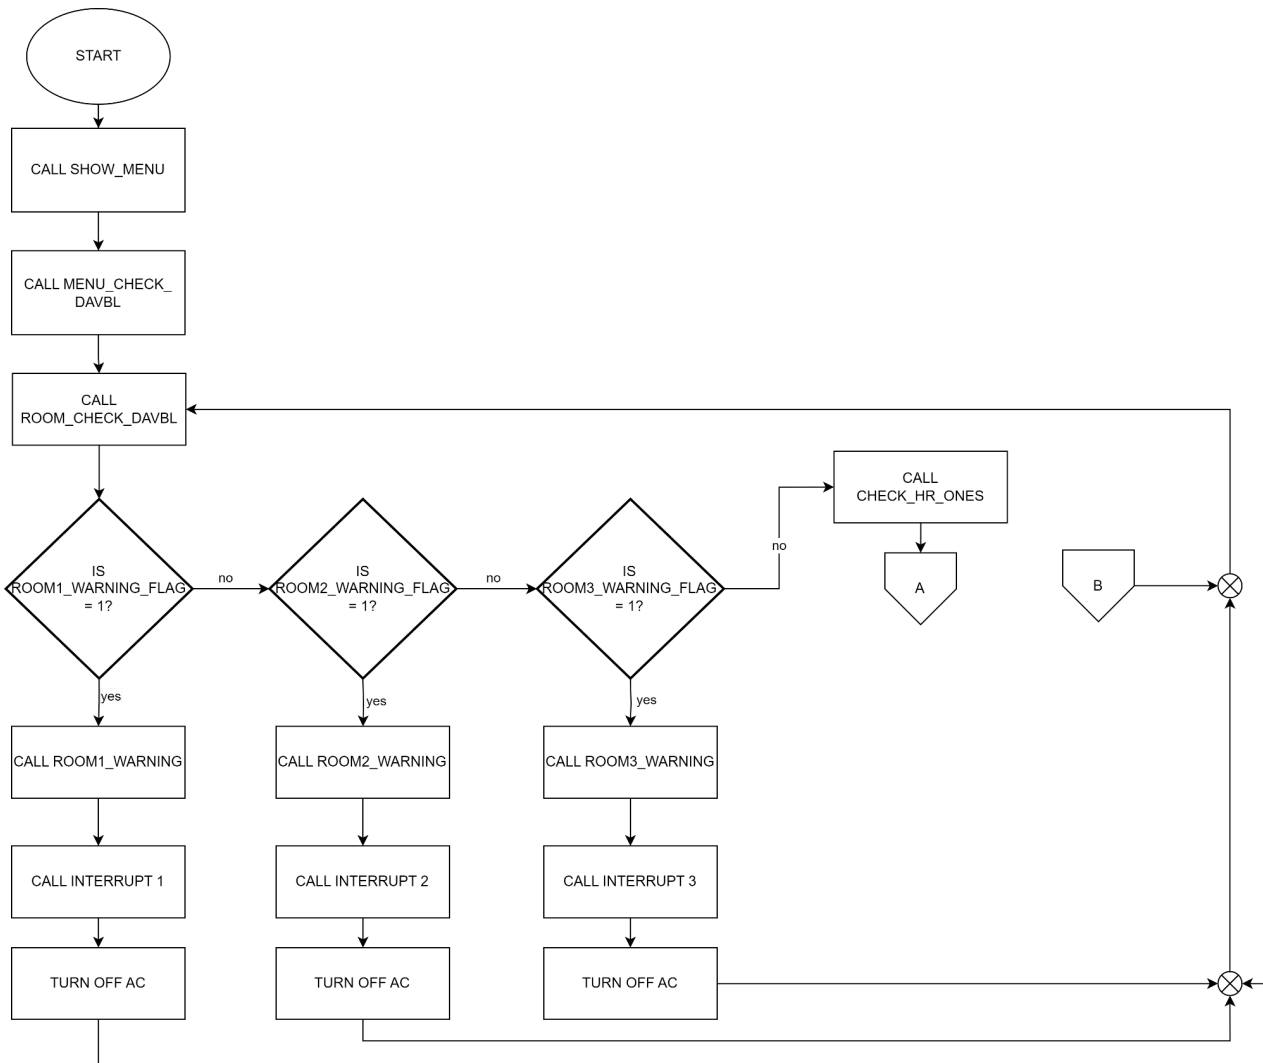 START
CALL SHOW_MENU
CALL MENU_CHECK_
DAVBL
CALL
ROOM_CHECK_DAVBL
CALL
CHECK_HR_ONES
IS
ROOM1_WARNING_FLAG
= 1?
no
IS
ROOM2_WARNING_FLAG
= 1?
no
IS
ROOM3_WARNING_FLAG
= 1?
no
A
B
yes
yes
yes
CALL ROOM1_WARNING
CALL ROOM2_WARNING
CALL ROOM3_WARNING
CALL INTERRUPT 1
CALL INTERRUPT 2
CALL INTERRUPT 3
TURN OFF AC
TURN OFF AC
TURN OFF AC